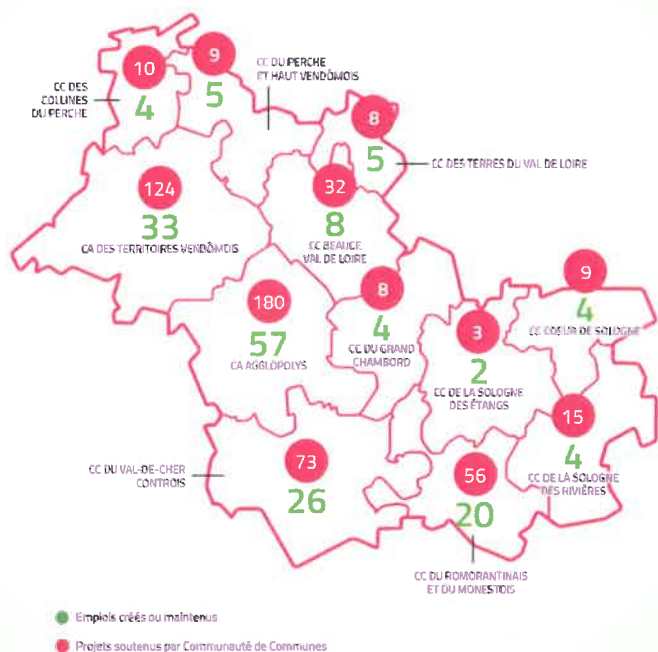 10
9
CC DU PERCHE
ET HAUT VENDÔMOIS
CC DES
COLLINES
DU PERCHE
4
5
8
5
CC DES TERRES DU VAL DE LOIRE
124
33
CA DES TERRITOIRES VENDÔMOIS
32
8
CC BEAUCE
VAL DE LOIRE
180
57
CA AGGLOPOLYS
8
4
CC DU GRAND
CHAMBORD
9
4
CC COEUR DE SOLOGNE
3
2
CC DE LA SOLOGNE
DES ÉTANGS
15
4
CC DE LA SOLOGNE
DES RIVIÈRES
CC DU VAL-DE-CHER
CONTROIS
73
26
56
20
CC DU ROMORANTINAIS
ET DU MONESTOIS
Emplois créés ou maintenus
Projets soutenus par Communauté de Communes